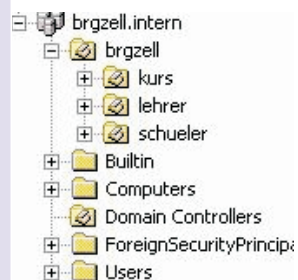 brgzell.intern
brgzell
kurs
lehrer
schueler
Builtin
Computers
Domain Controllers
ForeignSecurityPrincipa
Users